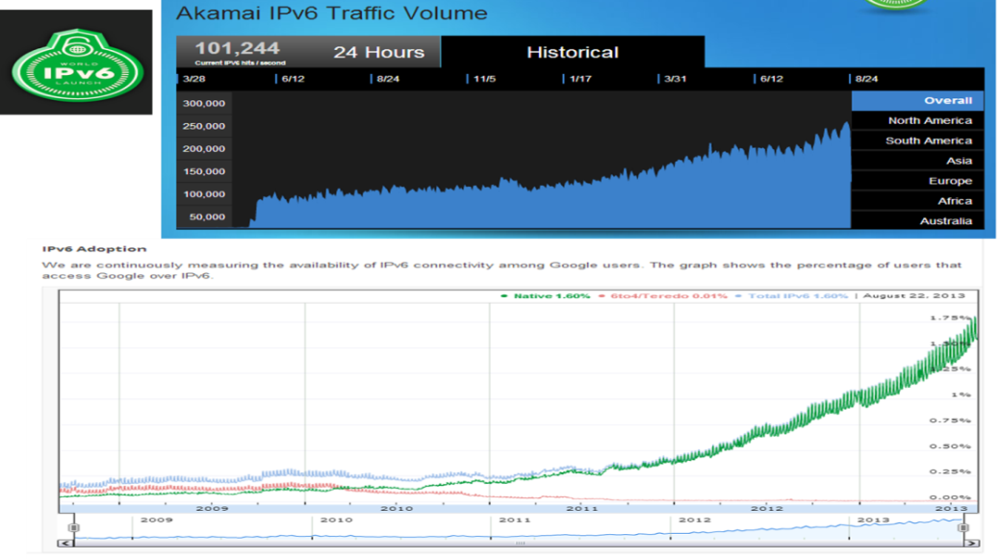 Akamai IPv6 Traffic Volume
WORLD
IPv6
LAUNCH
101,244
Current IPv6 hits / second
24 Hours
Historical
3/28 6/12 8/24 11/5 1/17 3/31 6/12 8/24
300,000
250,000
200,000
150,000
100,000
50,000
Overall
North America
South America
Asia
Europe
Africa
Australia
IPv6 Adoption
We are continuously measuring the availability of IPv6 connectivity among Google users. The graph shows the percentage of users that
access Google over IPv6.
Native 1.60% 6to4/Teredo 0.01% Total IPv6 1.60% | August 22, 2013
1.75%
1.50%
1.25%
1%
0.75%
0.50%
0.25%
0.00%
2009 2010 2011 2012 2013
2009 2010 2011 2012 2013